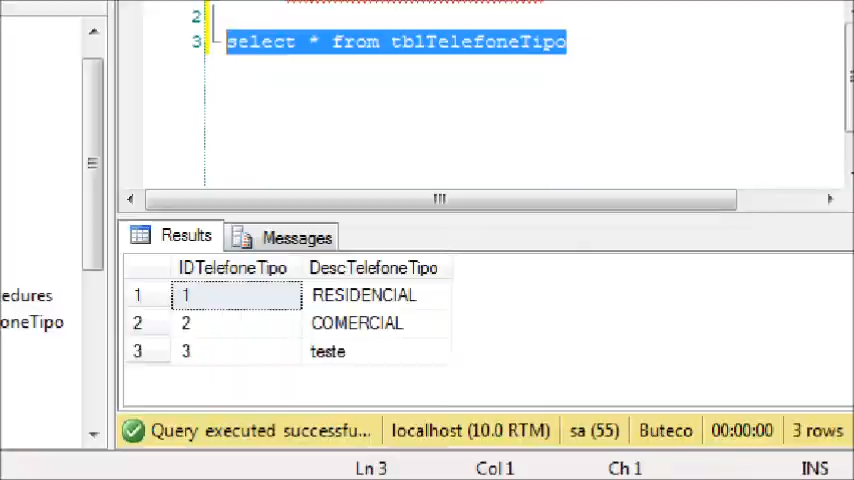 2
3 select * from tblTelefoneTipo
Results Messages
IDTelefoneTipo DescTelefoneTipo
1 1 RESIDENCIAL
2 2 COMERCIAL
3 3 teste
edures
oneTipo
Query executed successfu... localhost (10.0 RTM) sa (55) Buteco 00:00:00 3 rows
Ln 3 Col 1 Ch 1 INS